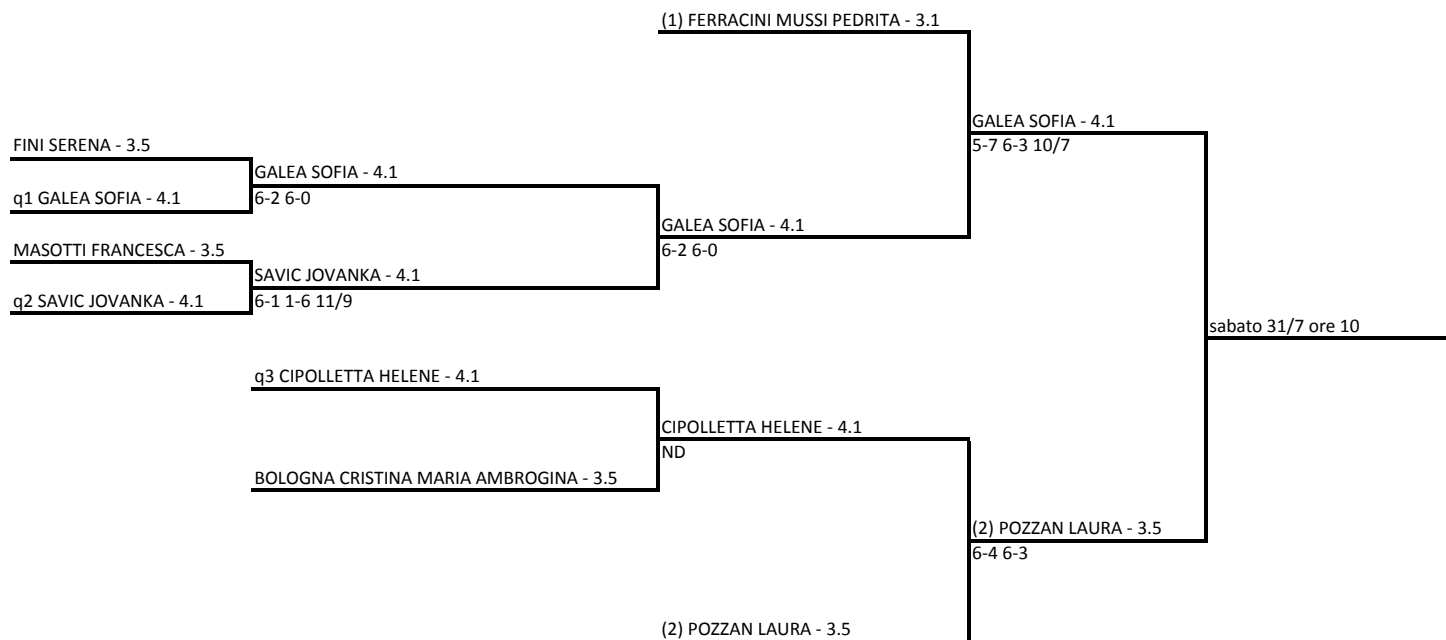 (1) FERRACINI MUSSI PEDRITA - 3.1
GALEA SOFIA - 4.1
5-7 6-3 10/7
FINI SERENA - 3.5
GALEA SOFIA - 4.1
6-2 6-0
q1 GALEA SOFIA - 4.1
GALEA SOFIA - 4.1
6-2 6-0
MASOTTI FRANCESCA - 3.5
SAVIC JOVANKA - 4.1
6-1 1-6 11/9
q2 SAVIC JOVANKA - 4.1
sabato 31/7 ore 10
q3 CIPOLLETTA HELENE - 4.1
CIPOLLETTA HELENE - 4.1
ND
BOLOGNA CRISTINA MARIA AMBROGINA - 3.5
(2) POZZAN LAURA - 3.5
6-4 6-3
(2) POZZAN LAURA - 3.5